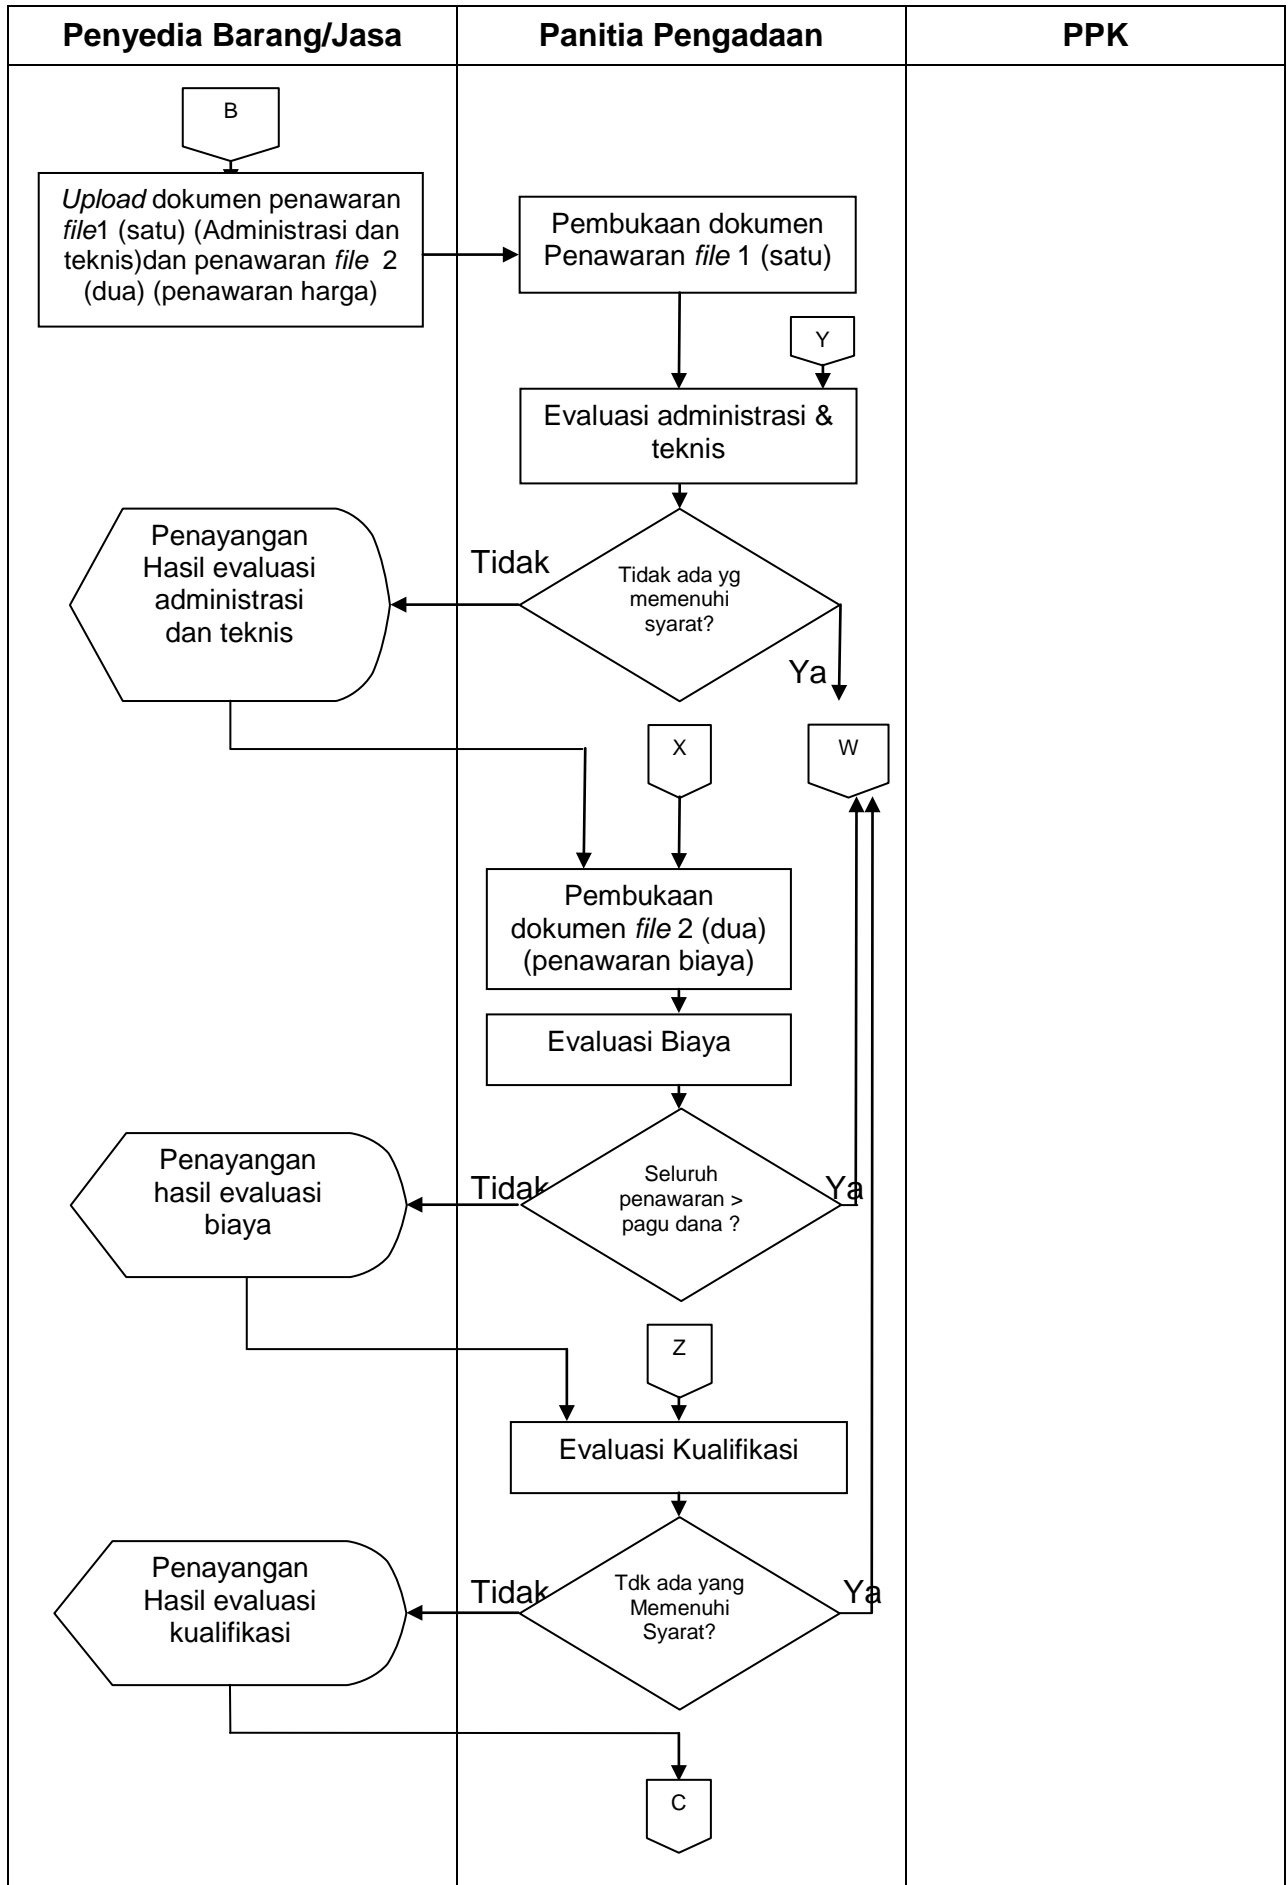 Penyedia Barang/Jasa
Panitia Pengadaan
PPK
B
Upload dokumen penawaran
file1 (satu) (Administrasi dan
teknis)dan penawaran file 2
(dua) (penawaran harga)
Pembukaan dokumen
Penawaran file 1 (satu)
Y
Evaluasi administrasi &
teknis
Penayangan
Hasil evaluasi
administrasi
dan teknis
Tidak
Tidak ada yg
memenuhi
syarat?
Ya
X
W
Pembukaan
dokumen file 2 (dua)
(penawaran biaya)
Evaluasi Biaya
Penayangan
hasil evaluasi
biaya
Tidak
Seluruh
penawaran >
pagu dana ?
Ya
Z
Evaluasi Kualifikasi
Penayangan
Hasil evaluasi
kualifikasi
Tidak
Tdk ada yang
Memenuhi
Syarat?
Ya
C